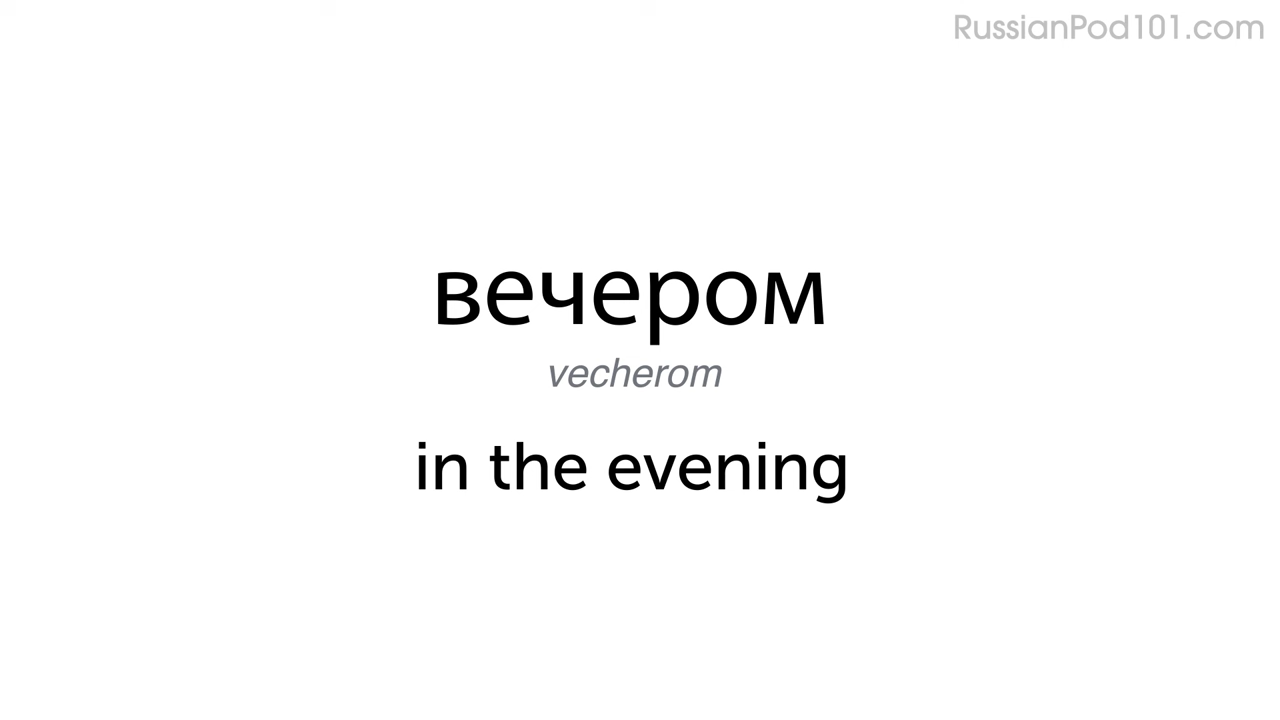 RussianPod101.com
вечером
vecherom
in the evening